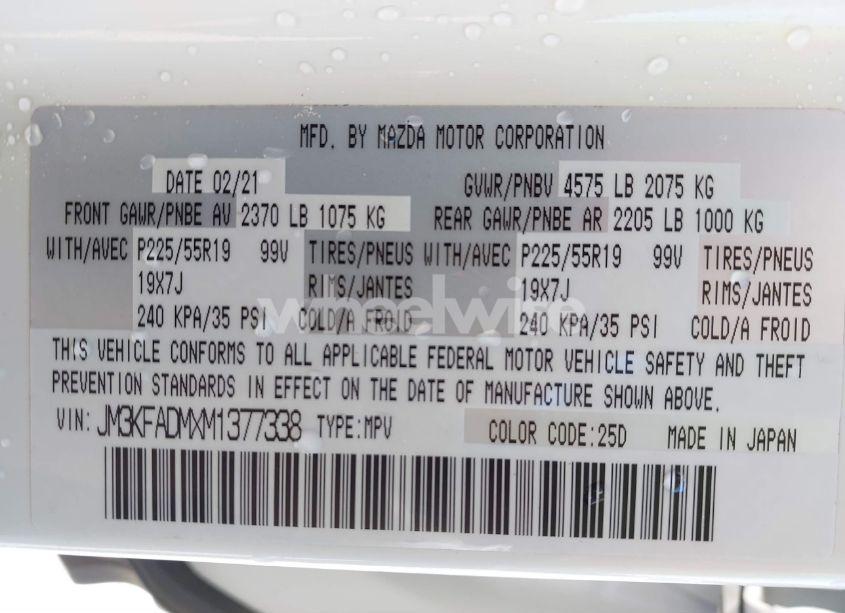 MFD. BY MAZDA MOTOR CORPORATION
DATE 02/21 GVWR/PNBV 4575 LB 2075 KG
FRONT GAWR/PNBE AV 2370 LB 1075 KG REAR GAWR/PNBE AR 2205 LB 1000 KG
WITH/AVEC P225/55R19 99V TIRES/PNEUS WITH/AVEC P225/55R19 99V TIRES/PNEUS
19X7J RIMS/JANTES 19X7J RIMS/JANTES
wheelwire
240 KPA/35 PSI COLD/A FROID 240 KPA/35 PSI COLD/A FROID
THIS VEHICLE CONFORMS TO ALL APPLICABLE FEDERAL MOTOR VEHICLE SAFETY AND THEFT
PREVENTION STANDARDS IN EFFECT ON THE DATE OF MANUFACTURE SHOWN ABOVE.
VIN: JM3KFADMXM1377338 TYPE:MPV COLOR CODE:25D MADE IN JAPAN